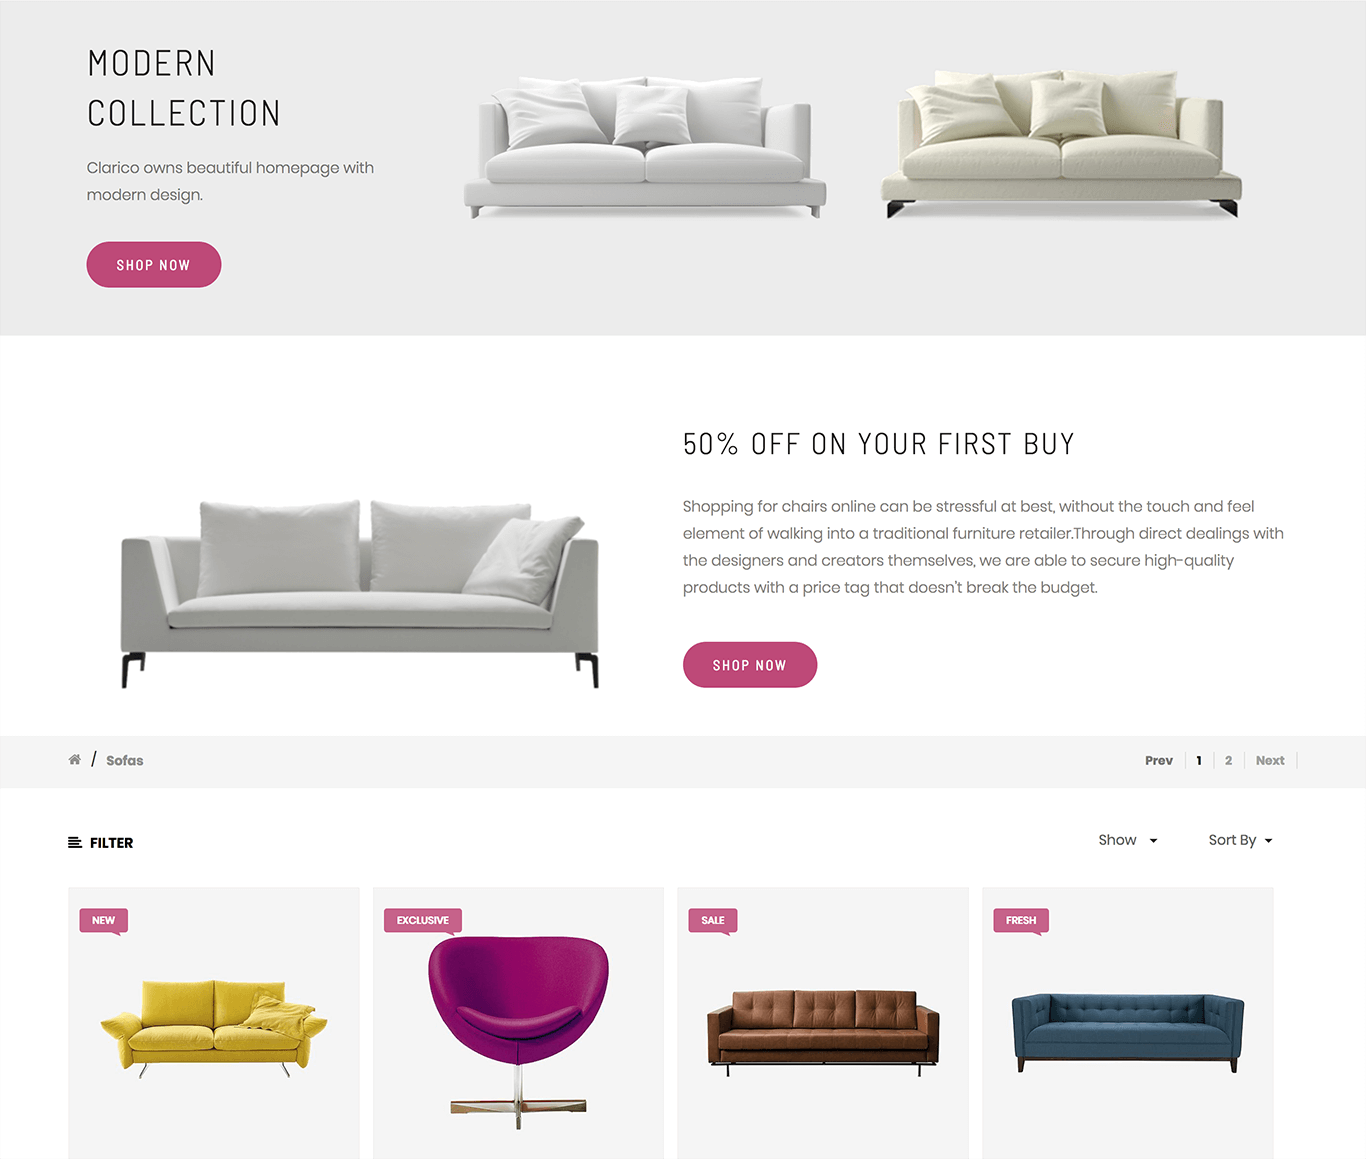 MODERN
COLLECTION
Clarico owns beautiful homepage with
modern design.
SHOP NOW
50% OFF ON YOUR FIRST BUY
Shopping for chairs online can be stressful at best, without the touch and feel
element of walking into a traditional furniture retailer.Through direct dealings with
the designers and creators themselves, we are able to secure high-quality
products with a price tag that doesn't break the budget.
SHOP NOW
/ Sofas
Prev 1 2 Next
FILTER
Show Sort By
NEW EXCLUSIVE SALE FRESH